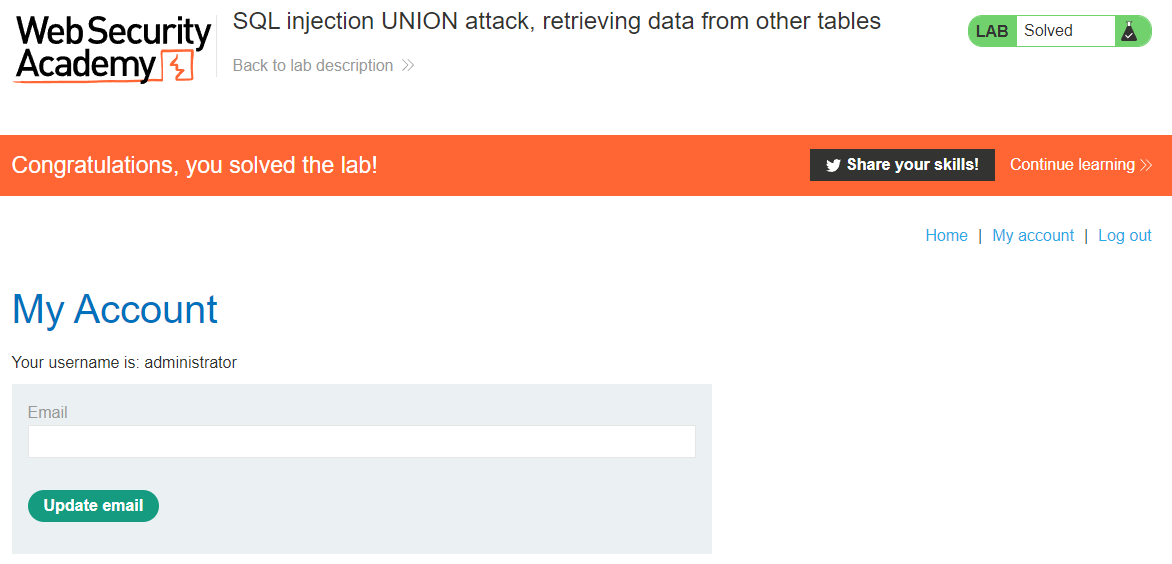 Web Security
Academy
SQL injection UNION attack, retrieving data from other tables
Back to lab description
LAB Solved
Congratulations, you solved the lab!
Share your skills!
Continue learning
Home | My account | Log out
My Account
Your username is: administrator
Email
Update email